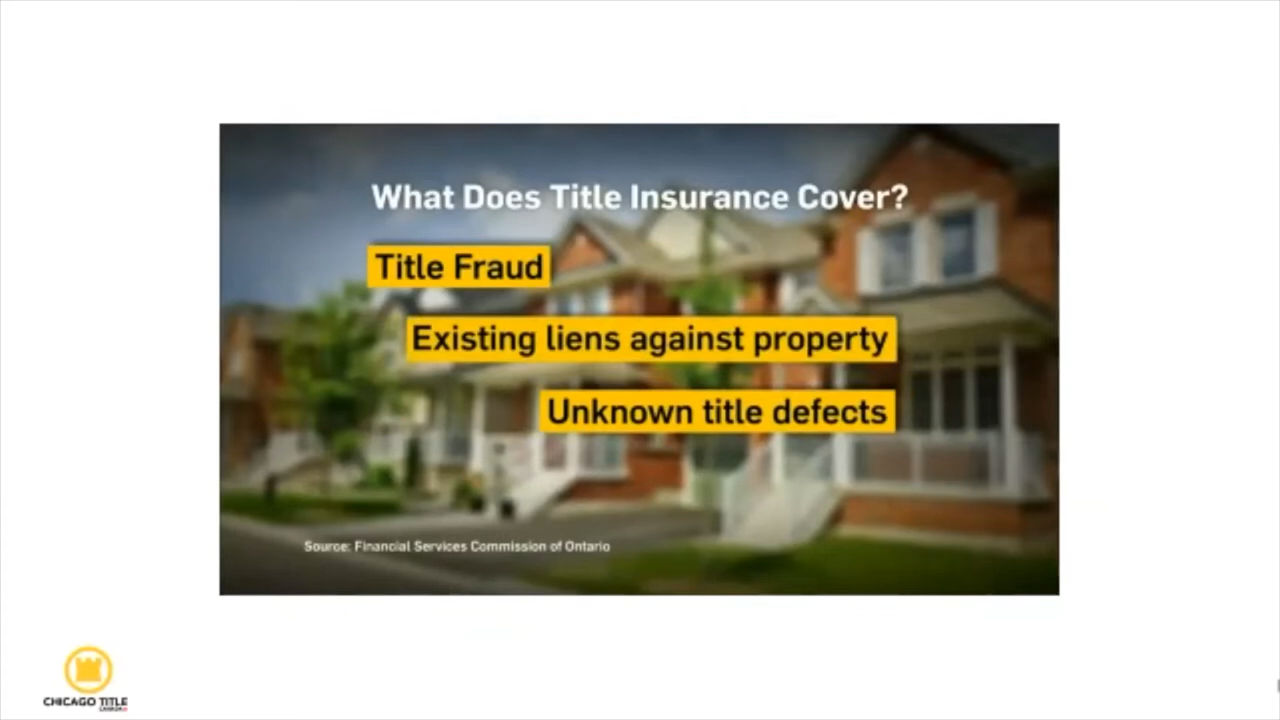 What Does Title Insurance Cover?
Title Fraud
Existing liens against property
Unknown title defects
Source: Financial Services Commission of Ontario
CHICAGO TITLE
CANADA